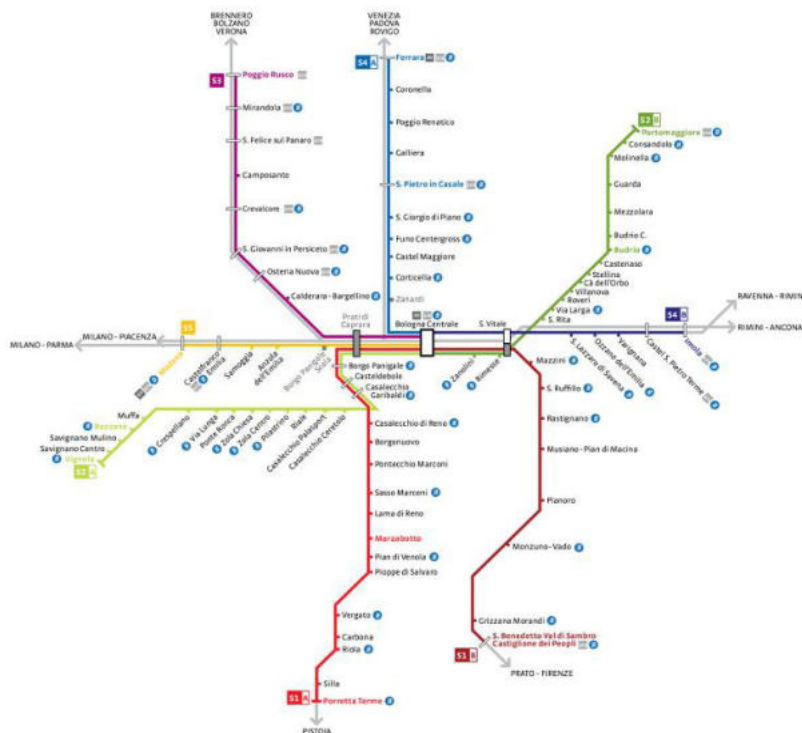 BRENNERO
BOLZANO
VERONA
VENEZIA
PADOVA
ROVIGO
S3
Poggio Rusco
Mirandola
S. Felice sul Panaro
Camposanto
Crevalcore
S. Giovanni in Persiceto
Osteria Nuova
Calderara - Bargellino
S4 A
Ferrara
Coronella
Poggio Renatico
Galliera
S. Pietro in Casale
S. Giorgio di Piano
Funo Centergross
Castel Maggiore
Corticella
Zanardi
S2 B
Portomaggiore
Consandolo
Molinella
Guarda
Mezzolara
Budrio C.
Budrio
Castenaso
Stellina
Cà dell'Orbo
Villanova
Roveri
Via Larga
S. Rita
RAVENNA - RIMINI
RIMINI - ANCONA
MILANO - PARMA
MILANO - PIACENZA
S5
Modena
Castelfranco
Emilia
Samoggia
Anzola
dell'Emilia
Prati di
Caprara
Bologna Centrale
S. Vitale
S4 B
Imola
Castel S. Pietro Terme
Varignana
Ozzano dell'Emilia
S. Lazzaro di Savena
Borgo Panigale
Scala
Borgo Panigale
Casteldebole
Casalecchio
Garibaldi
Zanolini
Rimesse
Mazzini
S. Ruffillo
Rastignano
Musiano - Pian di Macina
Pianoro
Monzuno - Vado
Grizzana Morandi
S. Benedetto Val di Sambro
Castiglione dei Pepoli
S1 B
PRATO - FIRENZE
Muffa
Bazzano
Savignano Mulino
Savignano Centro
Vignola
S2 A
Crespellano
Via Lunga
Ponte Ronca
Zola Chiesa
Zola Centro
Pilastrino
Riale
Casalecchio Palasport
Casalecchio Ceretolo
Casalecchio di Reno
Borgonuovo
Pontecchio Marconi
Sasso Marconi
Lama di Reno
Marzabotto
Pian di Venola
Pioppe di Salvaro
Vergato
Carbona
Riola
Silla
S1 A
Porretta Terme
PISTOIA